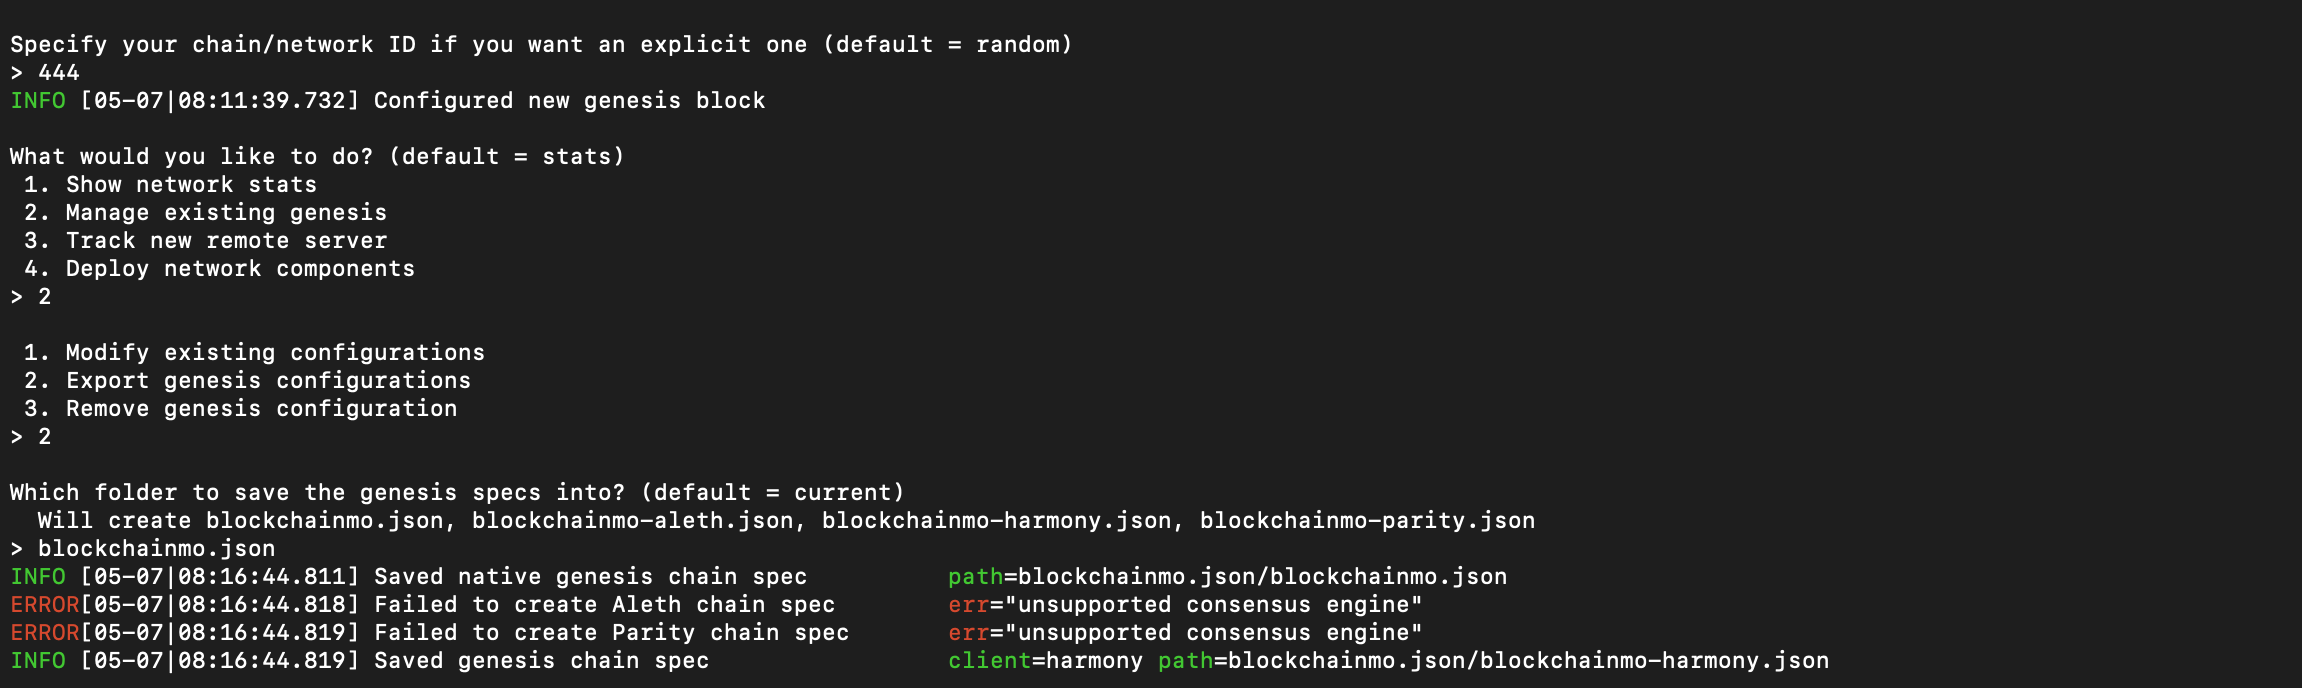 Specify your chain/network ID if you want an explicit one (default = random)
> 444
INFO [05-07|08:11:39.732] Configured new genesis block
What would you like to do? (default = stats)
1. Show network stats
2. Manage existing genesis
3. Track new remote server
4. Deploy network components
> 2
1. Modify existing configurations
2. Export genesis configurations
3. Remove genesis configuration
> 2
Which folder to save the genesis specs into? (default = current)
Will create blockchainmo.json, blockchainmo-aleth.json, blockchainmo-harmony.json, blockchainmo-parity.json
> blockchainmo.json
INFO [05-07|08:16:44.811] Saved native genesis chain spec path=blockchainmo.json/blockchainmo.json
ERROR[05-07|08:16:44.818] Failed to create Aleth chain spec err="unsupported consensus engine"
ERROR[05-07|08:16:44.819] Failed to create Parity chain spec err="unsupported consensus engine"
INFO [05-07|08:16:44.819] Saved genesis chain spec client=harmony path=blockchainmo.json/blockchainmo-harmony.json